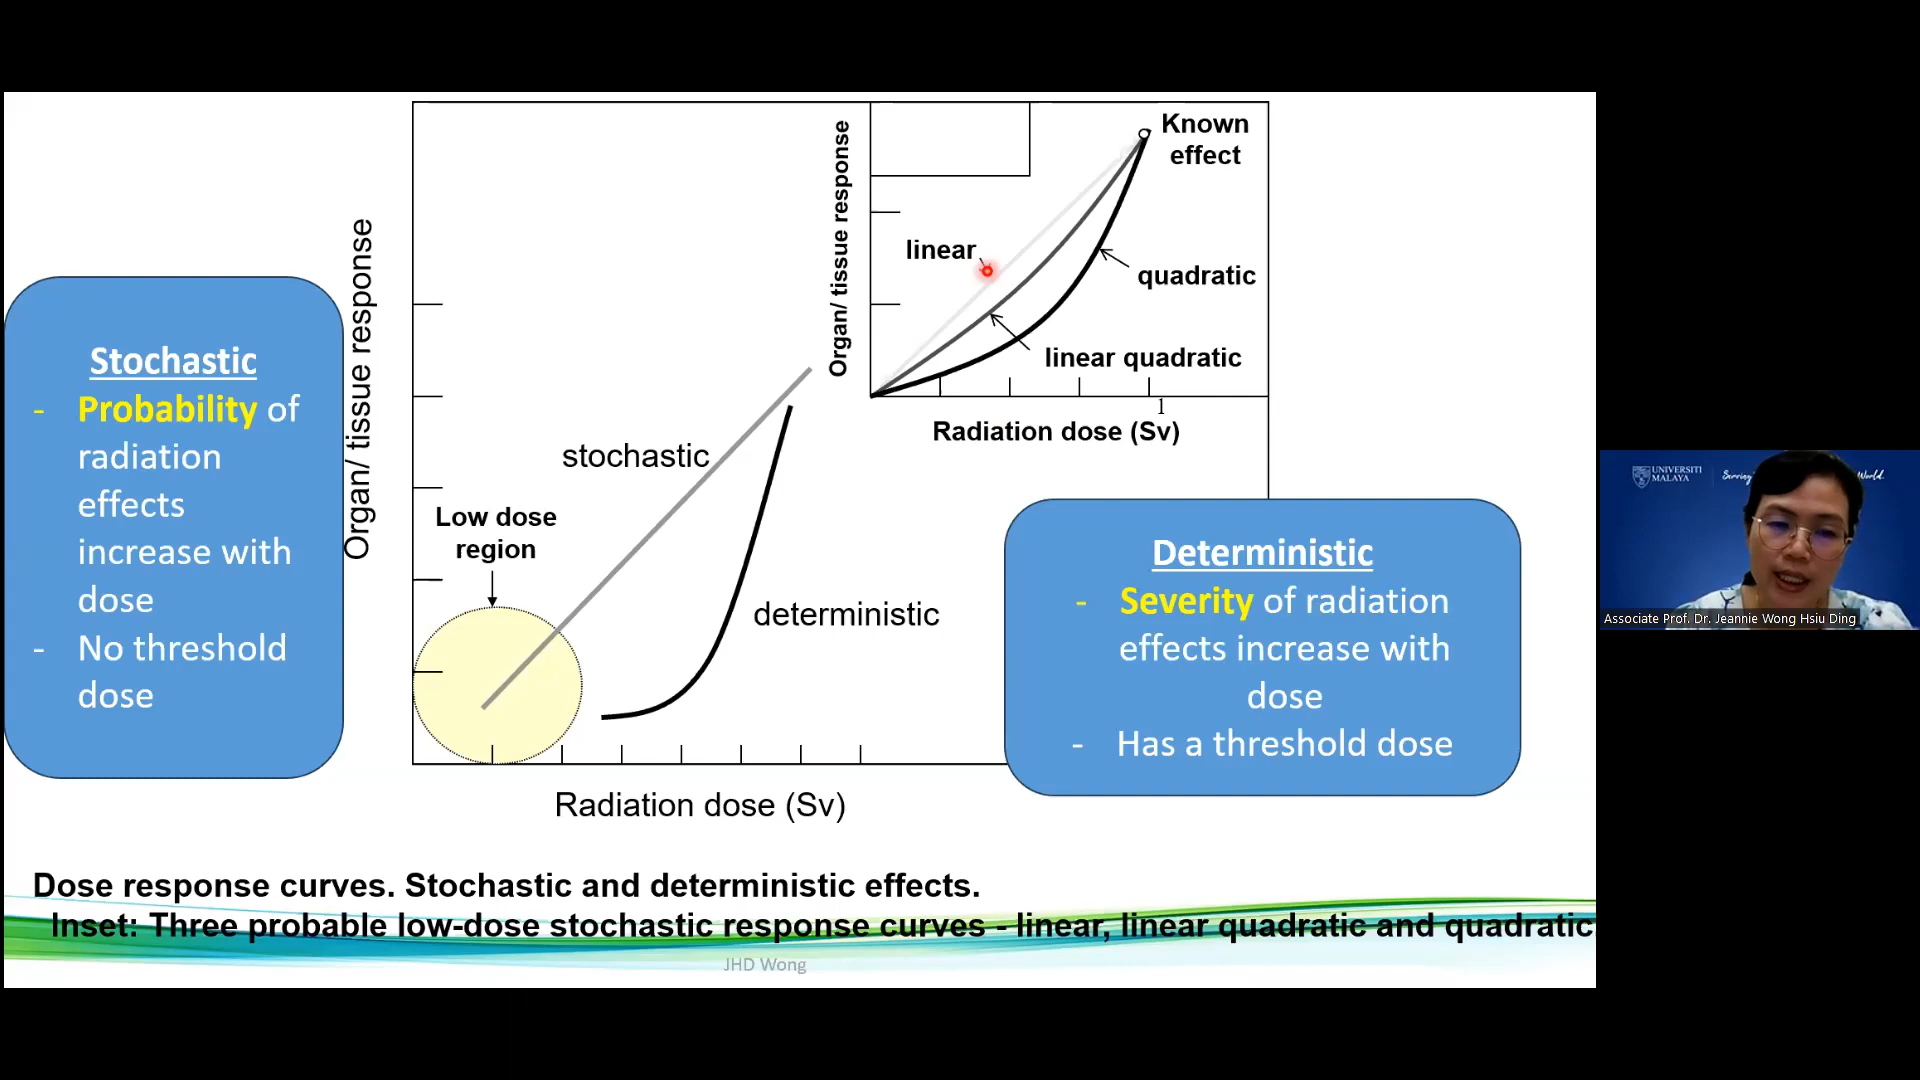 Stochastic
- Probability of
radiation
effects
increase with
dose
- No threshold
dose
Organ/ tissue response
stochastic
Low dose
region
deterministic
Radiation dose (Sv)
Organ/ tissue response
Known
effect
linear
quadratic
linear quadratic
1
Radiation dose (Sv)
Deterministic
- Severity of radiation
effects increase with
dose
- Has a threshold dose
Dose response curves. Stochastic and deterministic effects.
Inset: Three probable low-dose stochastic response curves - linear, linear quadratic and quadratic
JHD Wong
UNIVERSITI
MALAYA
World.
Associate Prof. Dr. Jeannie Wong Hsiu Ding